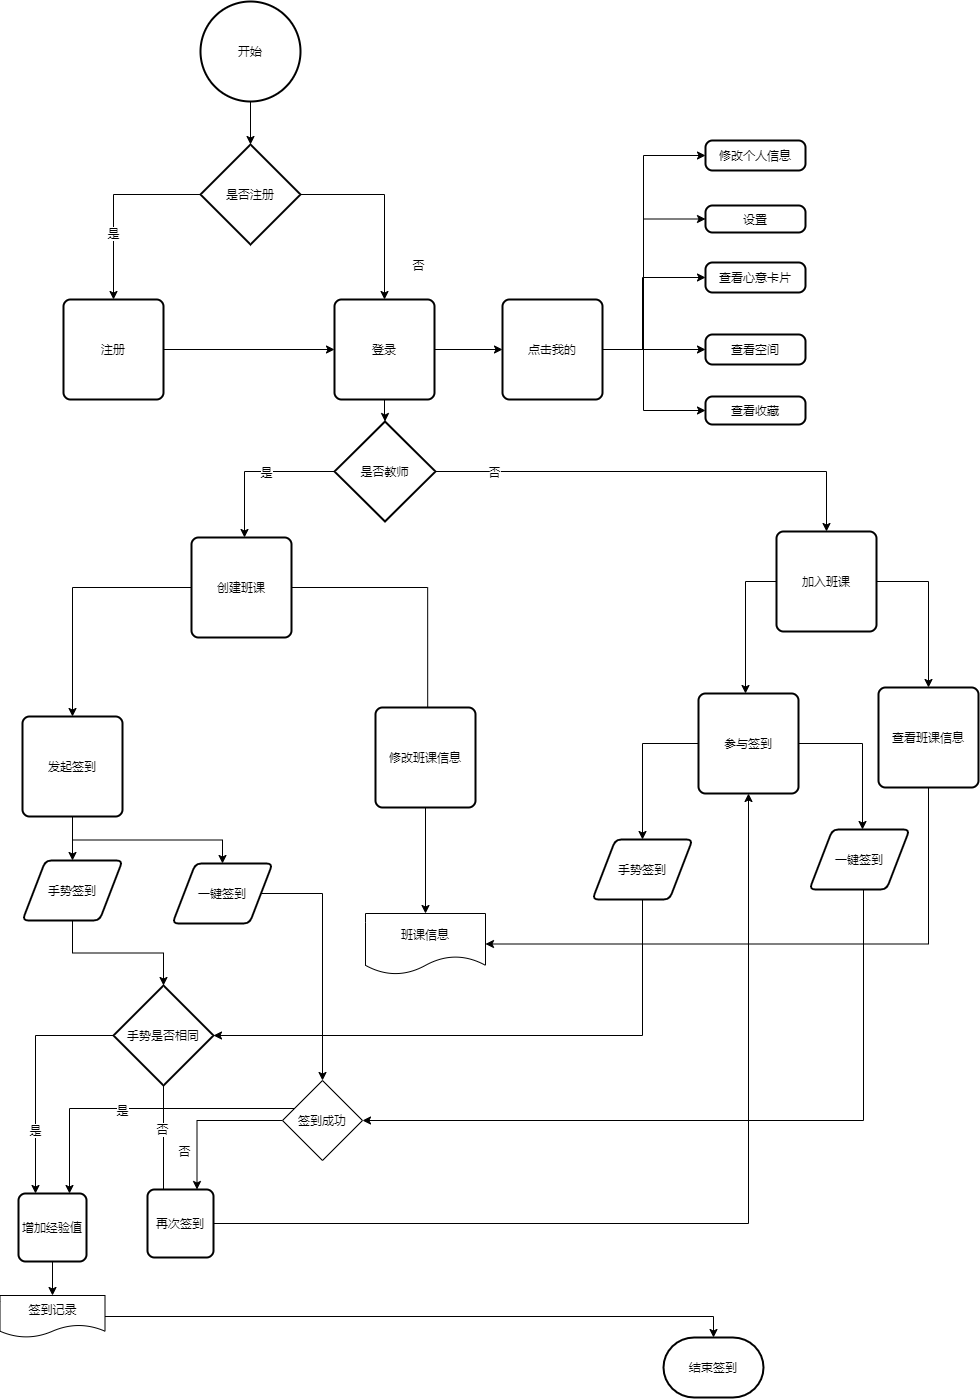 开始
是否注册
是
否
修改个人信息
设置
查看心意卡片
注册
登录
点击我的
查看空间
查看收藏
是否教师
是
否
创建班课
加入班课
发起签到
修改班课信息
参与签到
查看班课信息
手势签到
一键签到
手势签到
一键签到
班课信息
手势是否相同
签到成功
是
是
否
否
增加经验值
再次签到
签到记录
结束签到